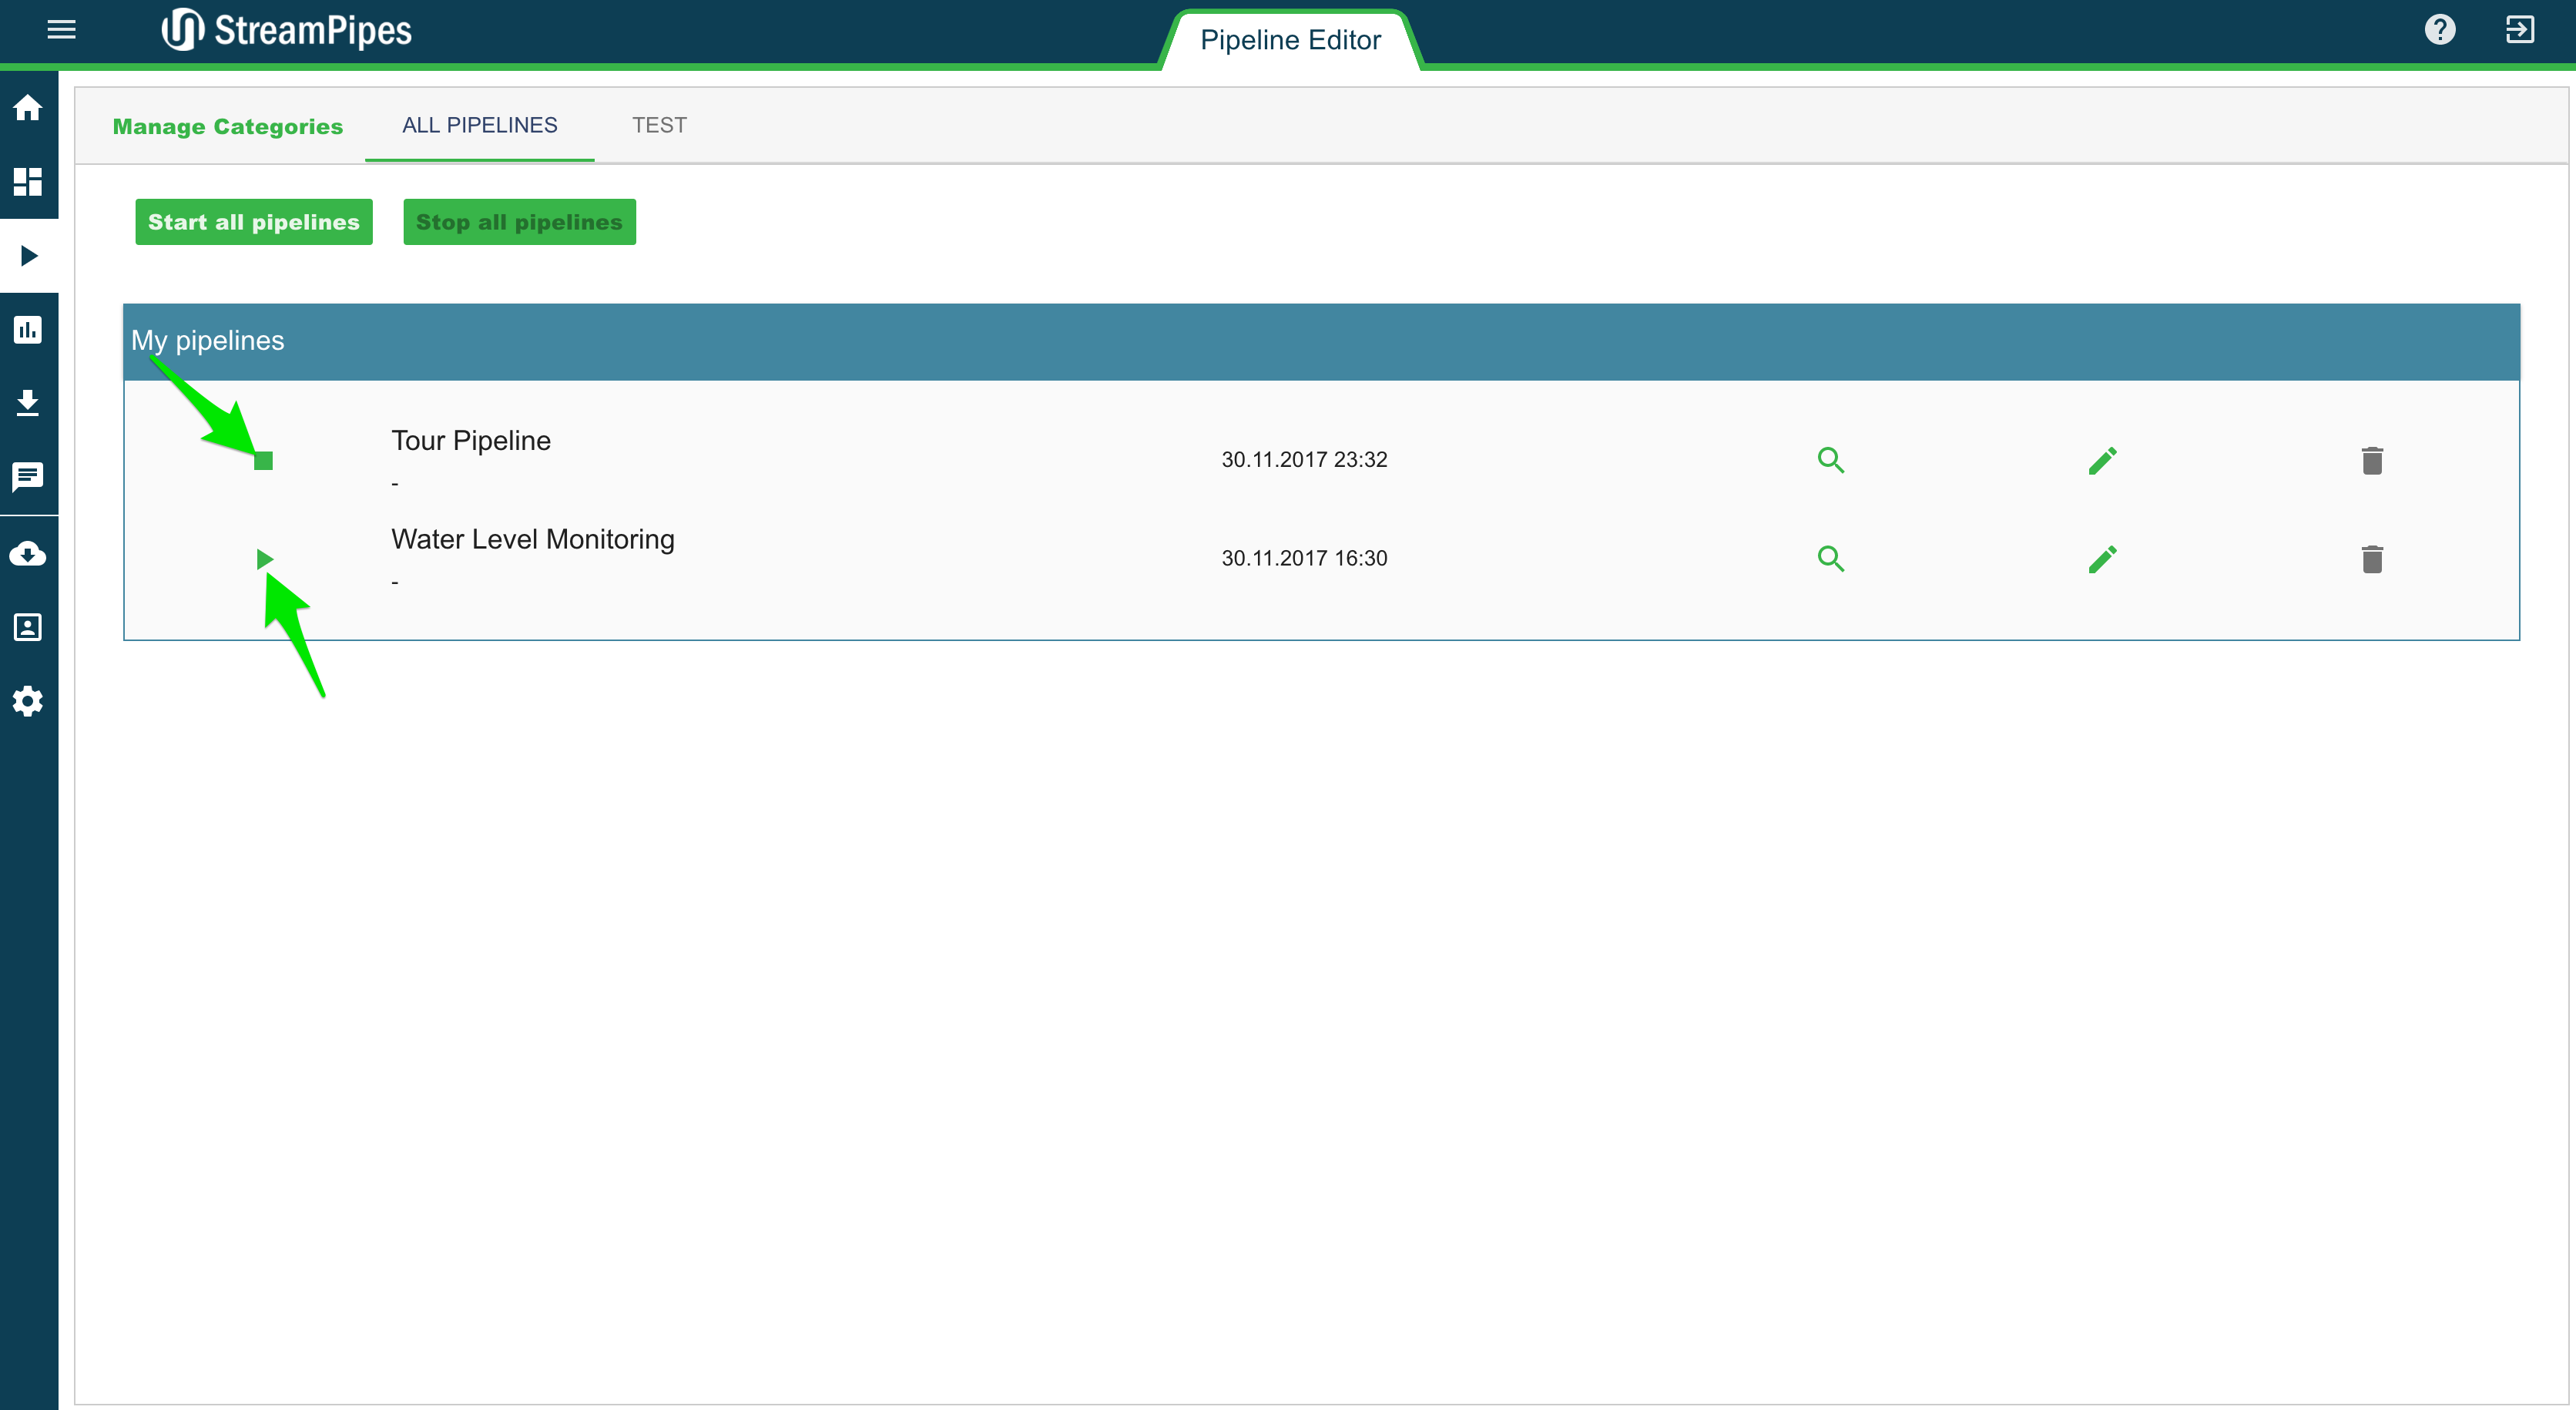 StreamPipes
Pipeline Editor
Manage Categories
ALL PIPELINES
TEST
Start all pipelines
Stop all pipelines
My pipelines
Tour Pipeline
-
30.11.2017 23:32
Water Level Monitoring
-
30.11.2017 16:30